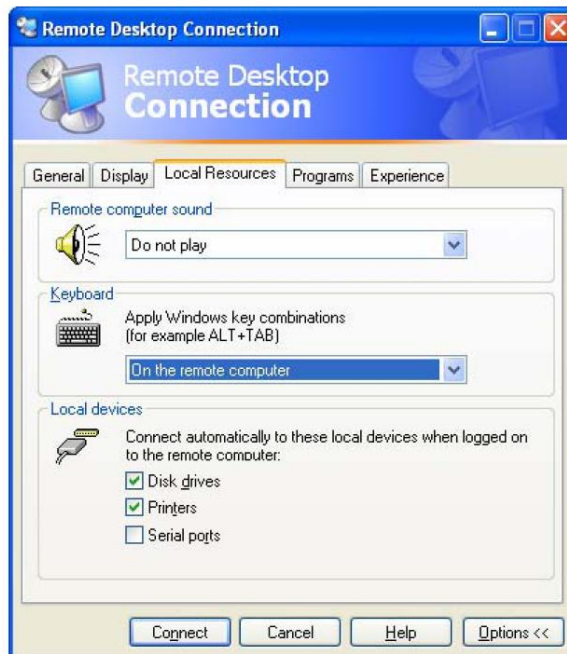 Remote Desktop Connection
Remote Desktop
Connection
General Display Local Resources Programs Experience
Remote computer sound
Do not play
Keyboard
Apply Windows key combinations
(for example ALT+TAB)
On the remote computer
Local devices
Connect automatically to these local devices when logged on
to the remote computer:
Disk drives
Printers
Serial ports
Connect Cancel Help Options <<